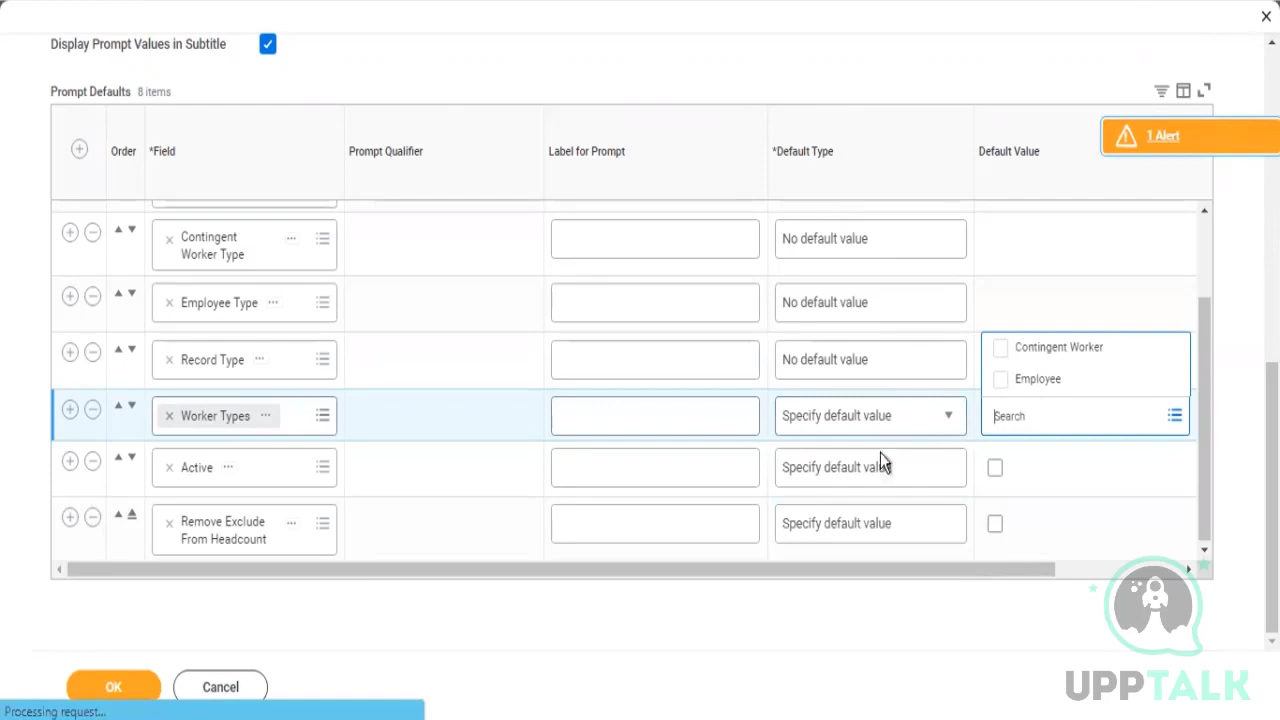 Display Prompt Values in Subtitle
Prompt Defaults 8 items
1 Alert
Order *Field Prompt Qualifier Label for Prompt *Default Type Default Value
Contingent
Worker Type
No default value
Employee Type
No default value
Record Type
No default value
Contingent Worker
Employee
Worker Types
Specify default value
Search
Active
Specify default value
Remove Exclude
From Headcount
Specify default value
UPPTALK
OK
Cancel
Processing request...